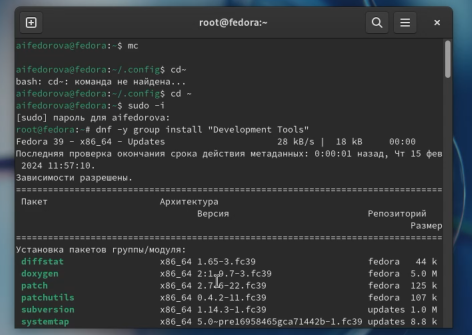 root@fedora:~
aifedorova@fedora:~$ mc
aifedorova@fedora:~/.config$ cd~
bash: cd~: команда не найдена...
aifedorova@fedora:~/.config$ cd ~
aifedorova@fedora:~$ sudo -i
[sudo] пароль для aifedorova:
root@fedora:~# dnf -y group install "Development Tools"
Fedora 39 - x86_64 - Updates 28 kB/s | 18 kB 00:00
Последняя проверка окончания срока действия метаданных: 0:00:01 назад, Чт 15 фев
2024 11:57:10.
Зависимости разрешены.
================================================================================
Пакет Архитектура
Версия Репозиторий
Размер
================================================================================
Установка пакетов группы/модуля:
diffstat x86_64 1.65-3.fc39 fedora 44 k
doxygen x86_64 2:1.9.7-3.fc39 fedora 5.0 M
patch x86_64 2.7.6-22.fc39 fedora 125 k
patchutils x86_64 0.4.2-11.fc39 fedora 107 k
subversion x86_64 1.14.3-1.fc39 updates 1.0 M
systemtap x86_64 5.0-pre16958465gca71442b-1.fc39 updates 8.8 k